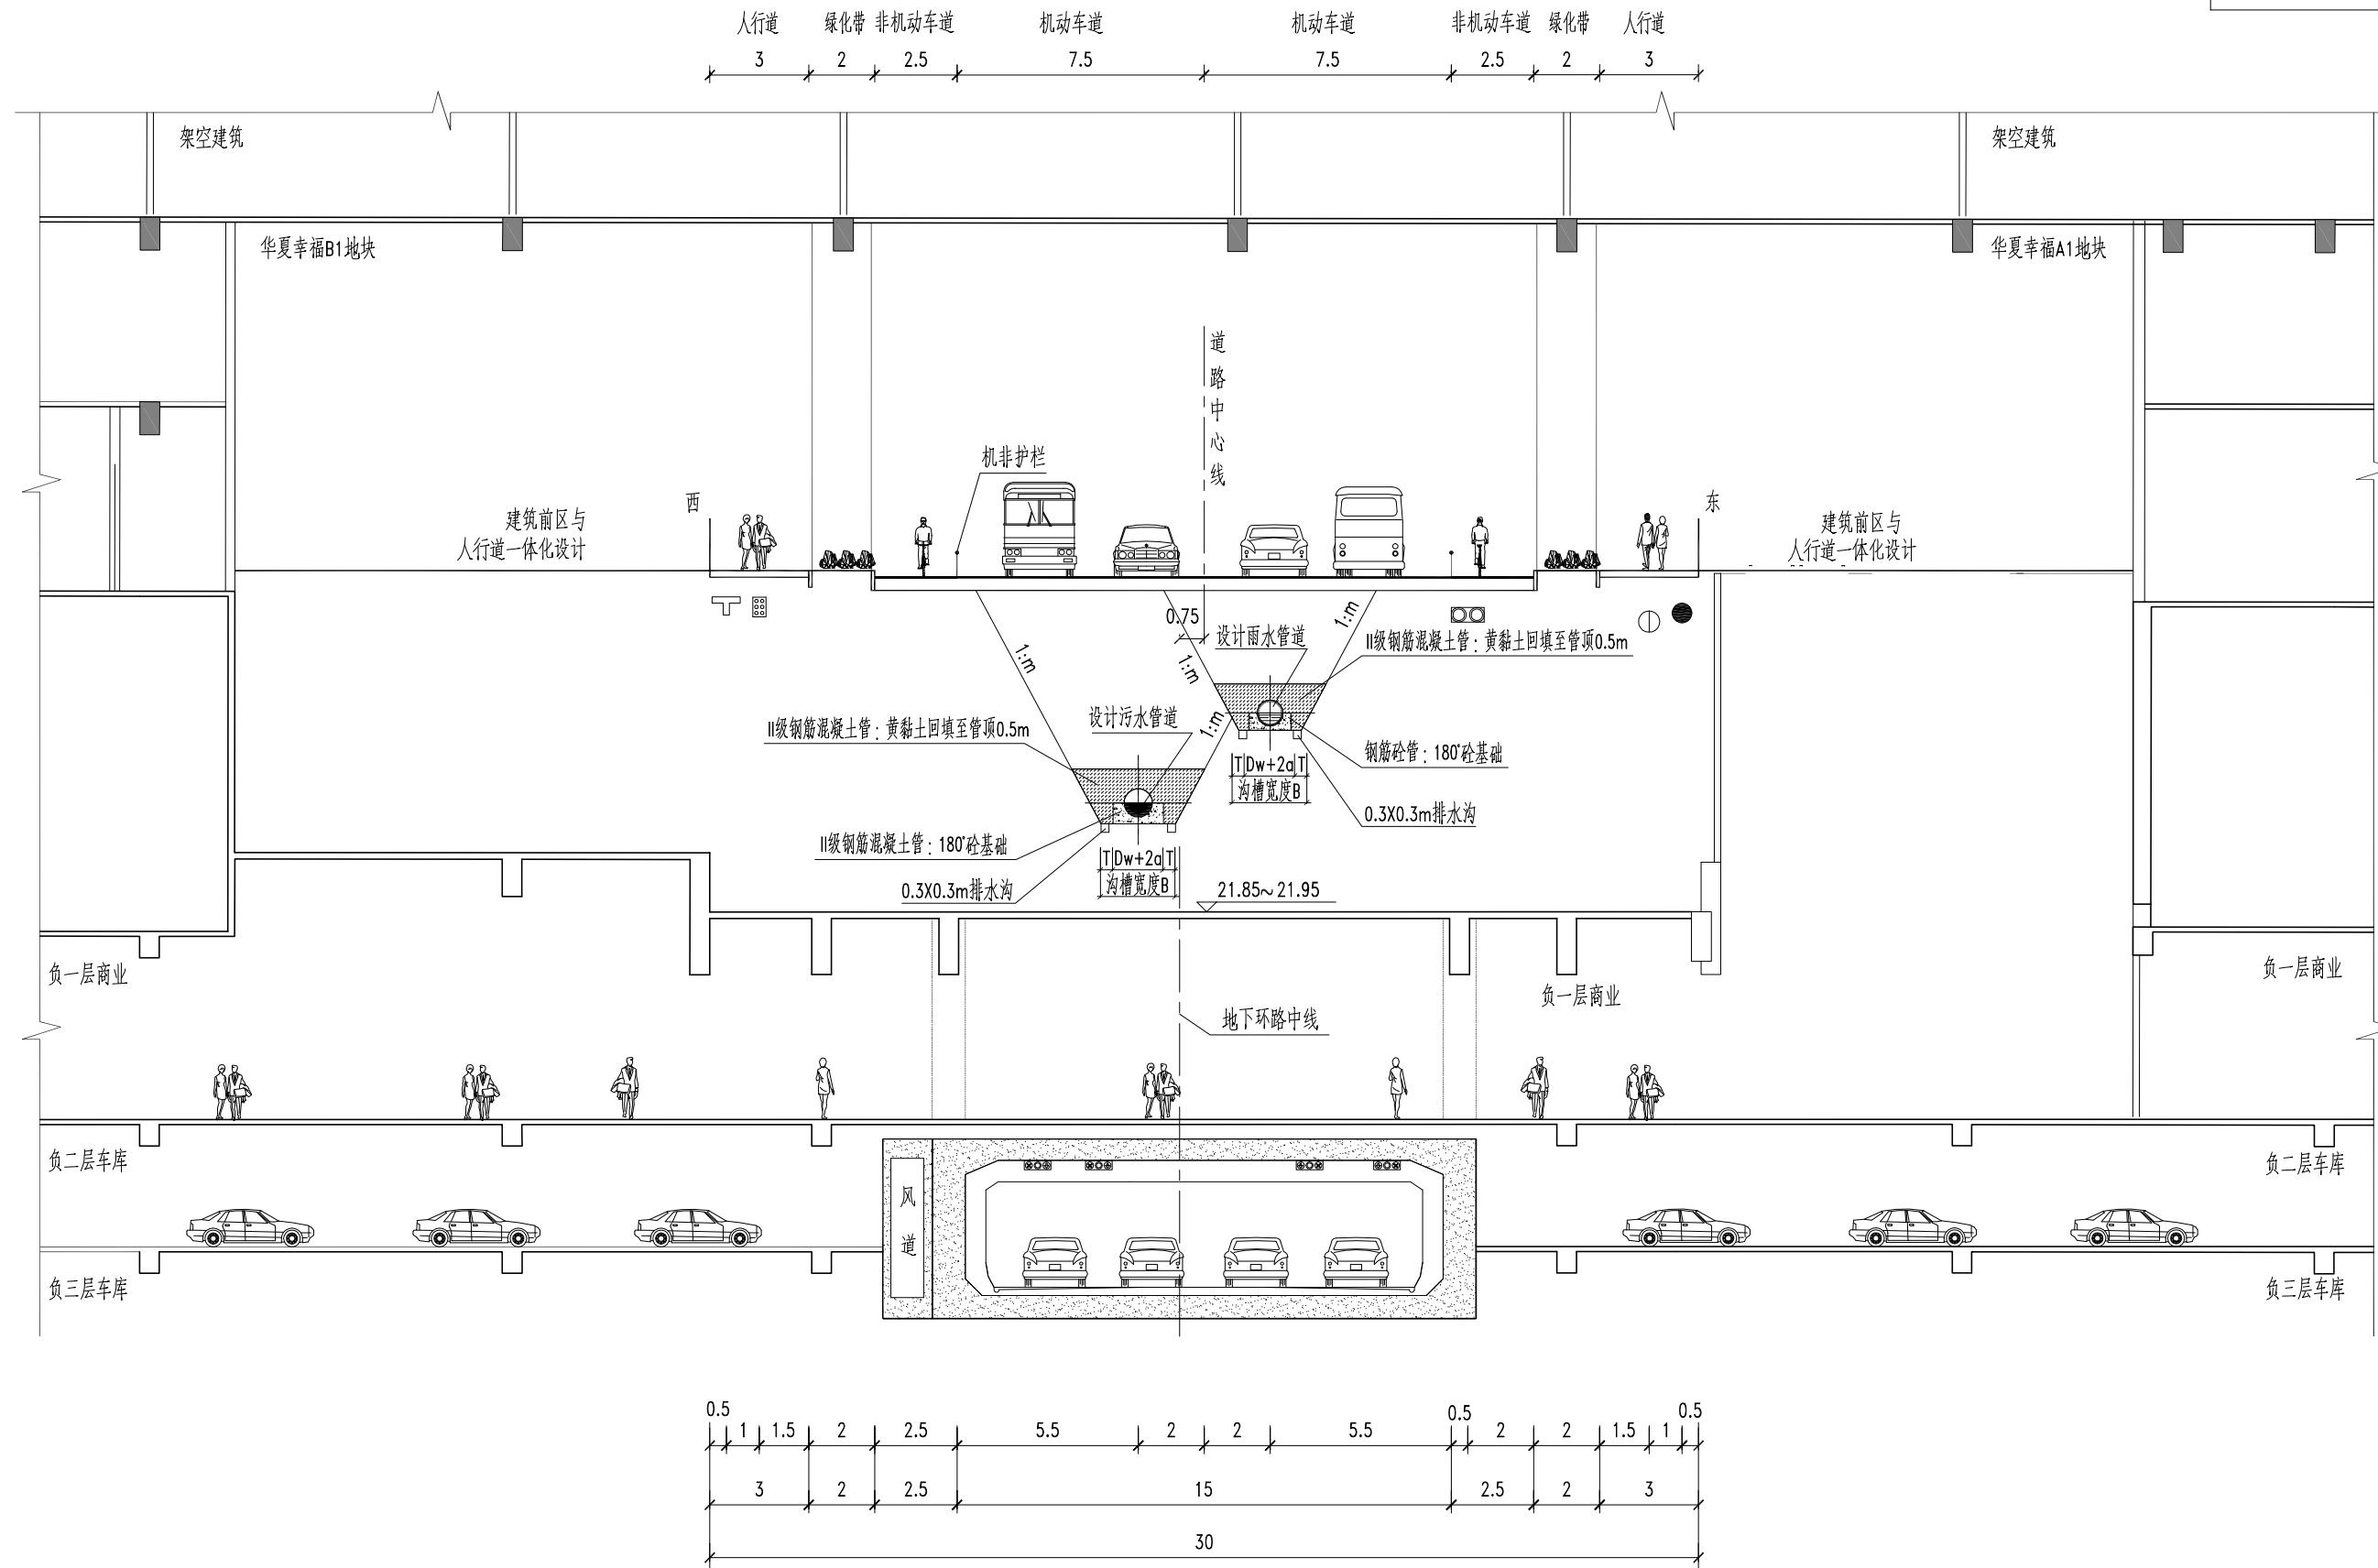 人行道 绿化带 非机动车道 机动车道 机动车道 非机动车道 绿化带 人行道
3 2 2.5 7.5 7.5 2.5 2 3
架空建筑
架空建筑
华夏幸福B1地块
华夏幸福A1地块
道路中心线
机非护栏
西
东
建筑前区与
人行道一体化设计
建筑前区与
人行道一体化设计
0.75
1:m
1:m
1:m
1:m
设计雨水管道
II级钢筋混凝土管：黄黏土回填至管顶0.5m
设计污水管道
II级钢筋混凝土管：黄黏土回填至管顶0.5m
钢筋砼管：180°砼基础
T Dw+2a T
沟槽宽度B
0.3X0.3m排水沟
II级钢筋混凝土管：180°砼基础
T Dw+2a T
沟槽宽度B
0.3X0.3m排水沟
21.85~21.95
负一层商业
负一层商业
负一层商业
地下环路中线
负二层车库
负二层车库
风道
负三层车库
负三层车库
0.5 1 1.5 2 2.5 5.5 2 2 5.5 0.5 2 2 1.5 1 0.5
3 2 2.5 15 2.5 2 3
30